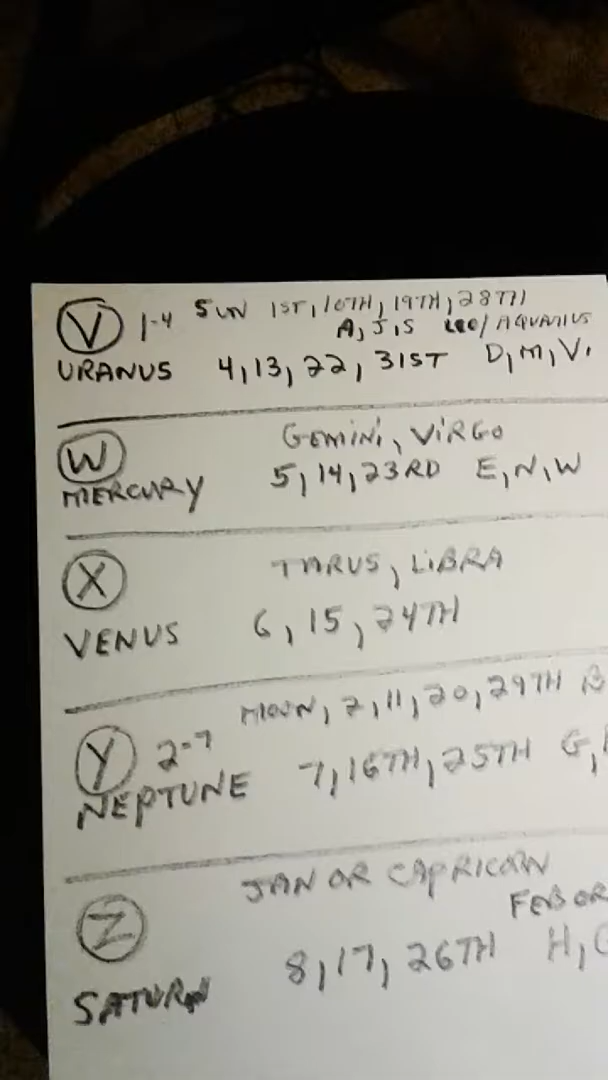 V 1-4 SUN 1ST, 10TH, 19TH, 28TH
A, J, S LEO/AQUARIUS
URANUS 4, 13, 22, 31ST D, M, V,
W GEMINI, VIRGO
MERCURY 5, 14, 23RD E, N, W
X TARUS, LIBRA
VENUS 6, 15, 24TH
MOON, 2, 11, 20, 29TH B
Y 2-7
NEPTUNE 7, 16TH, 25TH G,
JAN OR CAPRICORN
Z FEB OR
SATURN 8, 17, 26TH H,